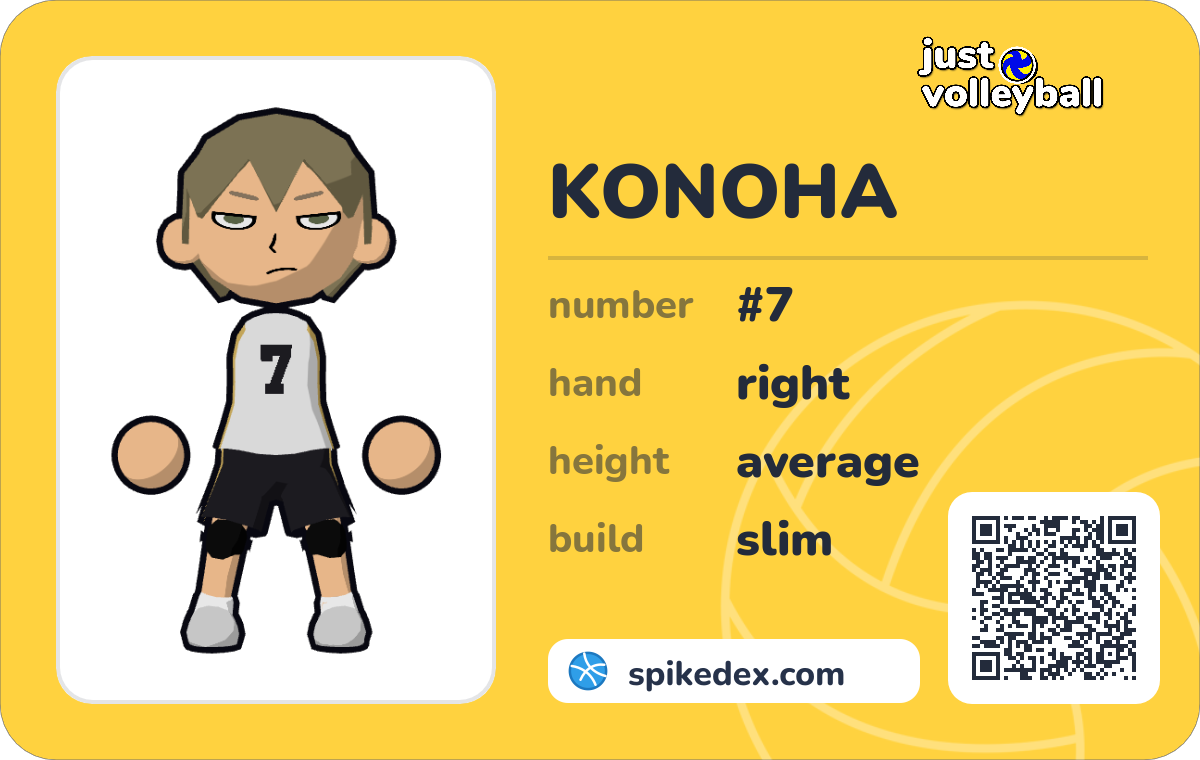 just
volleyball
KONOHA
number #7
hand right
height average
build slim
7
spikedex.com